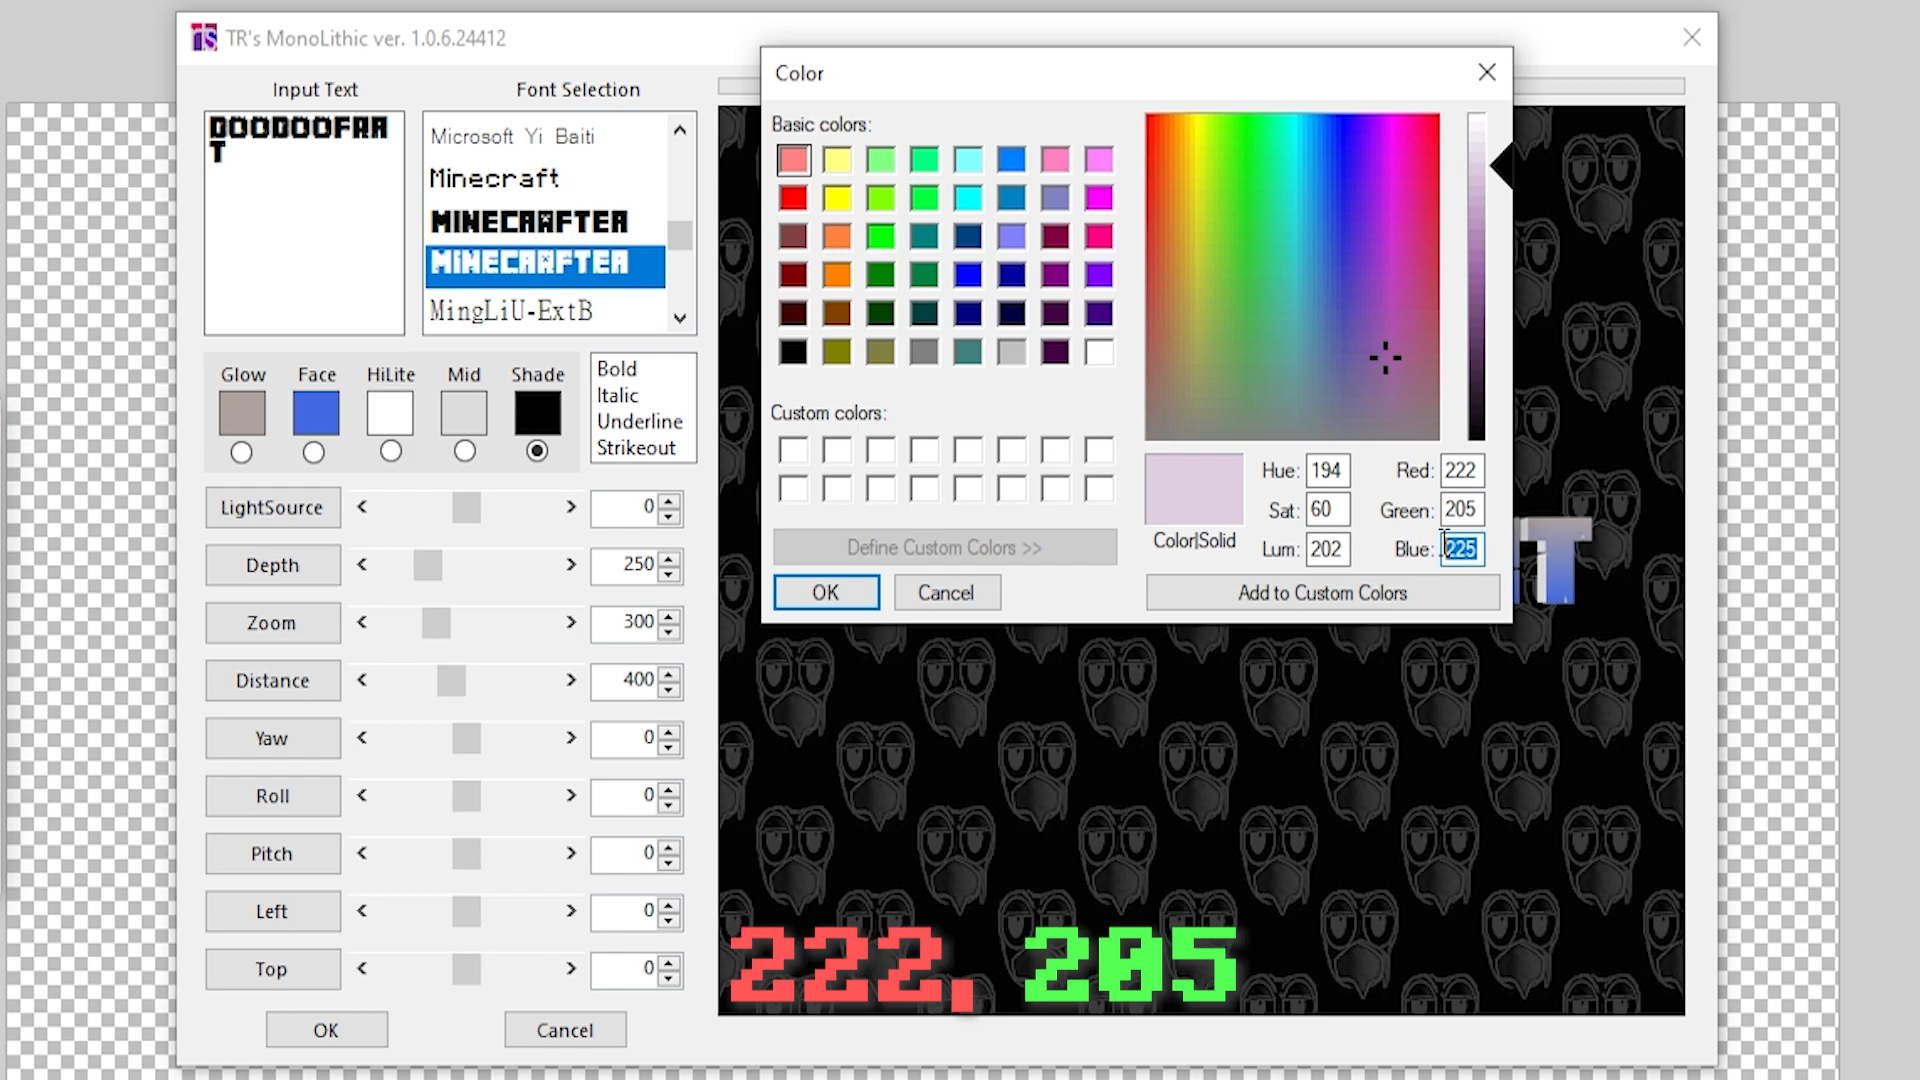 TR's MonoLithic ver. 1.0.6.24412
Input Text
Font Selection
DOODOOFRA
T
Microsoft Yi Baiti
Minecraft
MINECRAFTER
MINECRAFTER
MingLiU-ExtB
Glow
Face
HiLite
Mid
Shade
Bold
Italic
Underline
Strikeout
LightSource
< > 0
Depth
< > 250
Zoom
< > 300
Distance
< > 400
Yaw
< > 0
Roll
< > 0
Pitch
< > 0
Left
< > 0
Top
< > 0
OK
Cancel
Color
Basic colors:
Custom colors:
Define Custom Colors >>
OK
Cancel
Color|Solid
Hue: 194
Sat: 60
Lum: 202
Red: 222
Green: 205
Blue: 225
Add to Custom Colors
T
222, 205